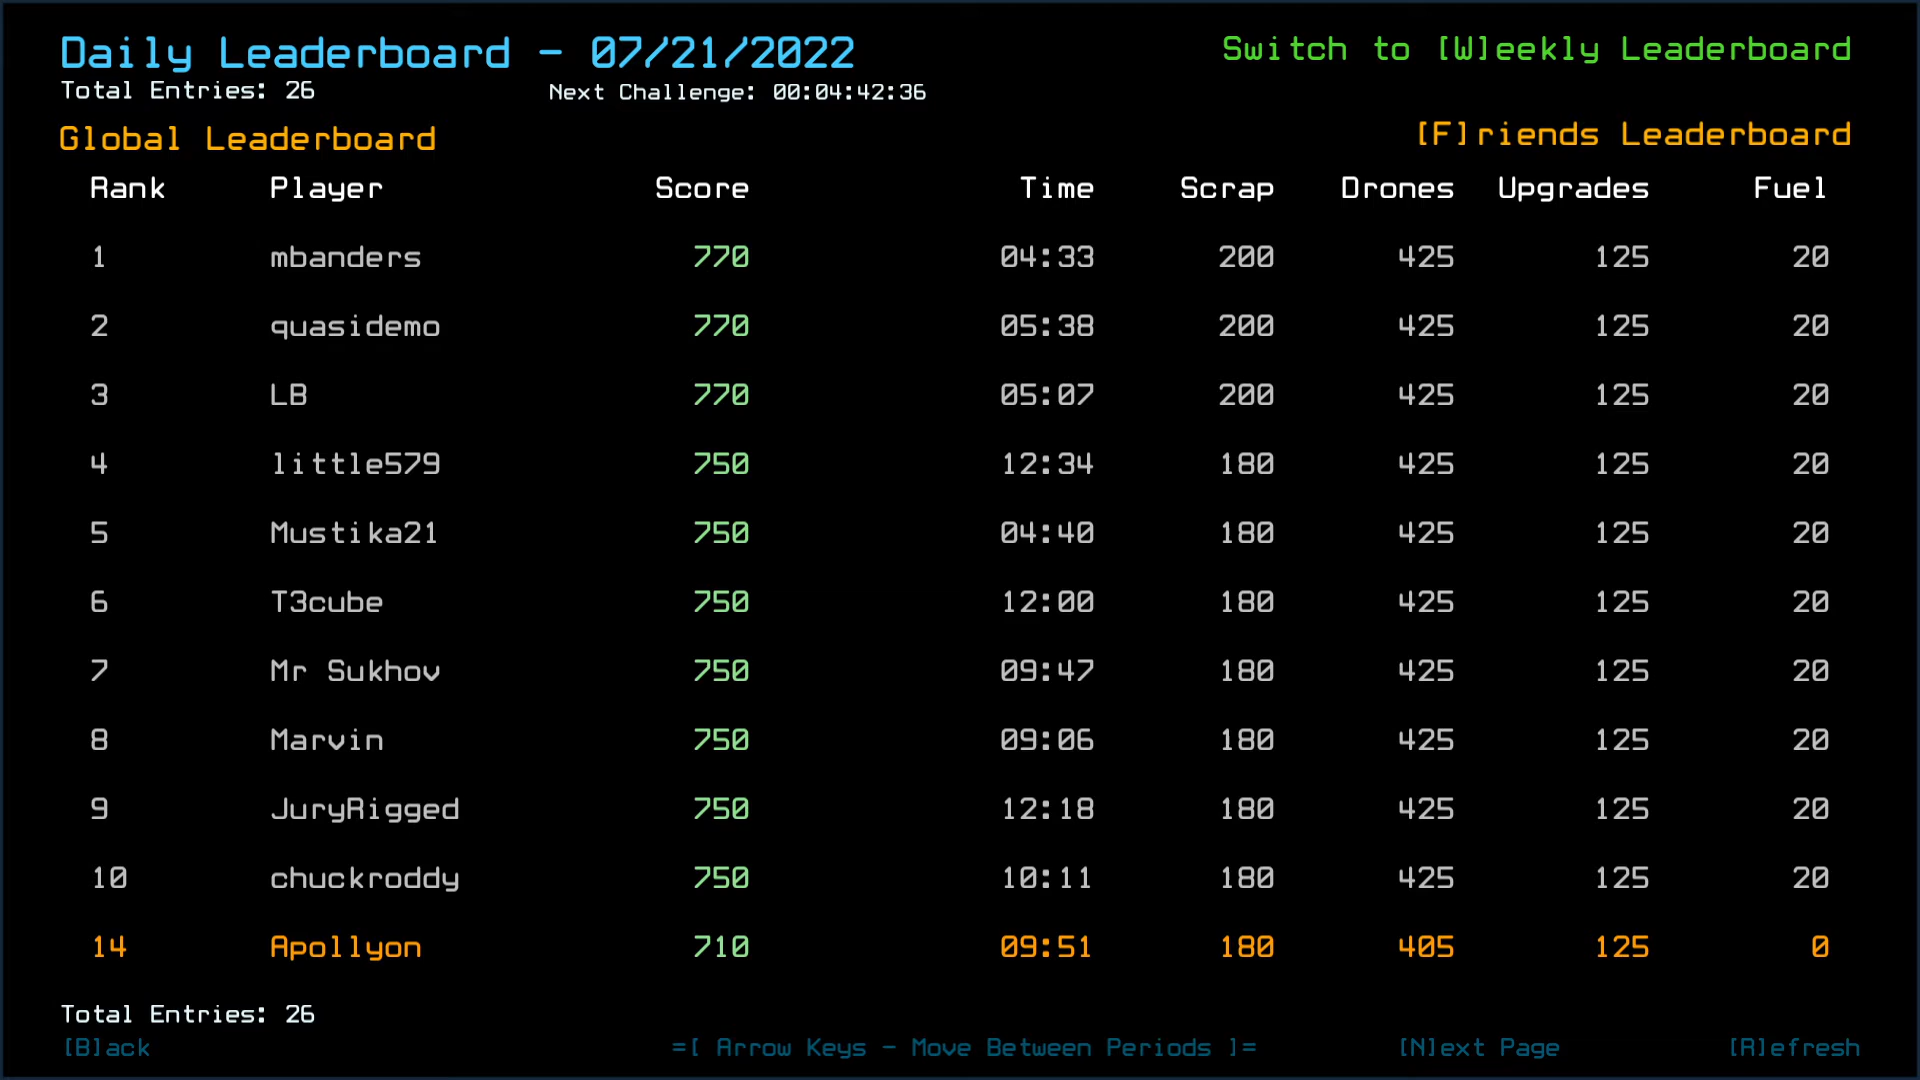 Daily Leaderboard - 07/21/2022
Switch to [W]eekly Leaderboard
Total Entries: 26
Next Challenge: 00:04:42:36
Global Leaderboard
[F]riends Leaderboard
Rank Player Score Time Scrap Drones Upgrades Fuel
1 mbanders 770 04:33 200 425 125 20
2 quasidemo 770 05:38 200 425 125 20
3 LB 770 05:07 200 425 125 20
4 little579 750 12:34 180 425 125 20
5 Mustika21 750 04:40 180 425 125 20
6 T3cube 750 12:00 180 425 125 20
7 Mr Sukhov 750 09:47 180 425 125 20
8 Marvin 750 09:06 180 425 125 20
9 JuryRigged 750 12:18 180 425 125 20
10 chuckroddy 750 10:11 180 425 125 20
14 Apollyon 710 09:51 180 405 125 0
Total Entries: 26
[B]ack =[ Arrow Keys - Move Between Periods ]= [N]ext Page [R]efresh